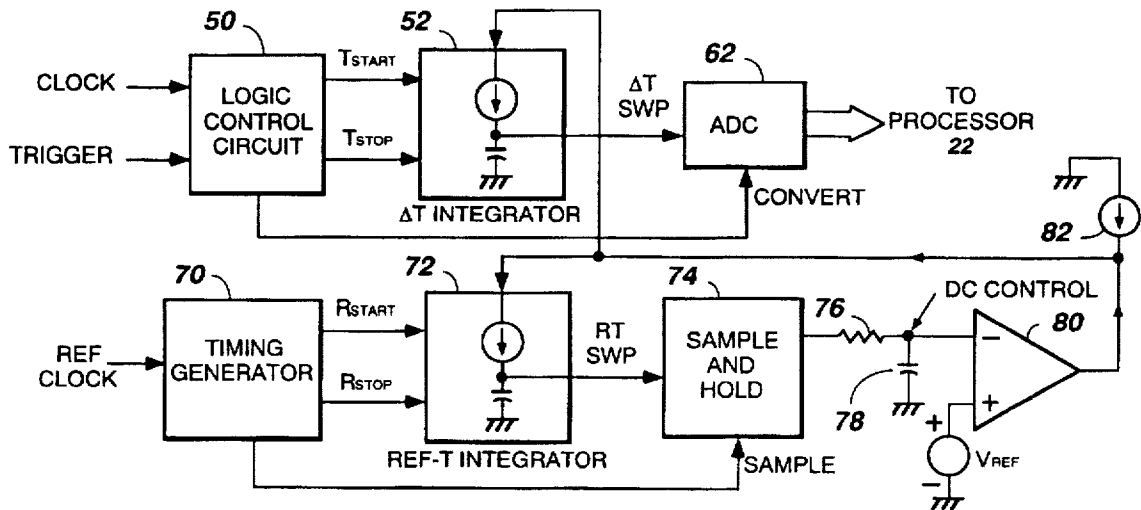 50
52
62
CLOCK
TRIGGER
LOGIC
CONTROL
CIRCUIT
TSTART
TSTOP
ΔT
SWP
ADC
TO
PROCESSOR
22
CONVERT
ΔT INTEGRATOR
82
70
72
74
76
DC CONTROL
80
REF
CLOCK
TIMING
GENERATOR
RSTART
RSTOP
RT
SWP
SAMPLE
AND
HOLD
78
−
+
+
VREF
−
REF-T INTEGRATOR
SAMPLE